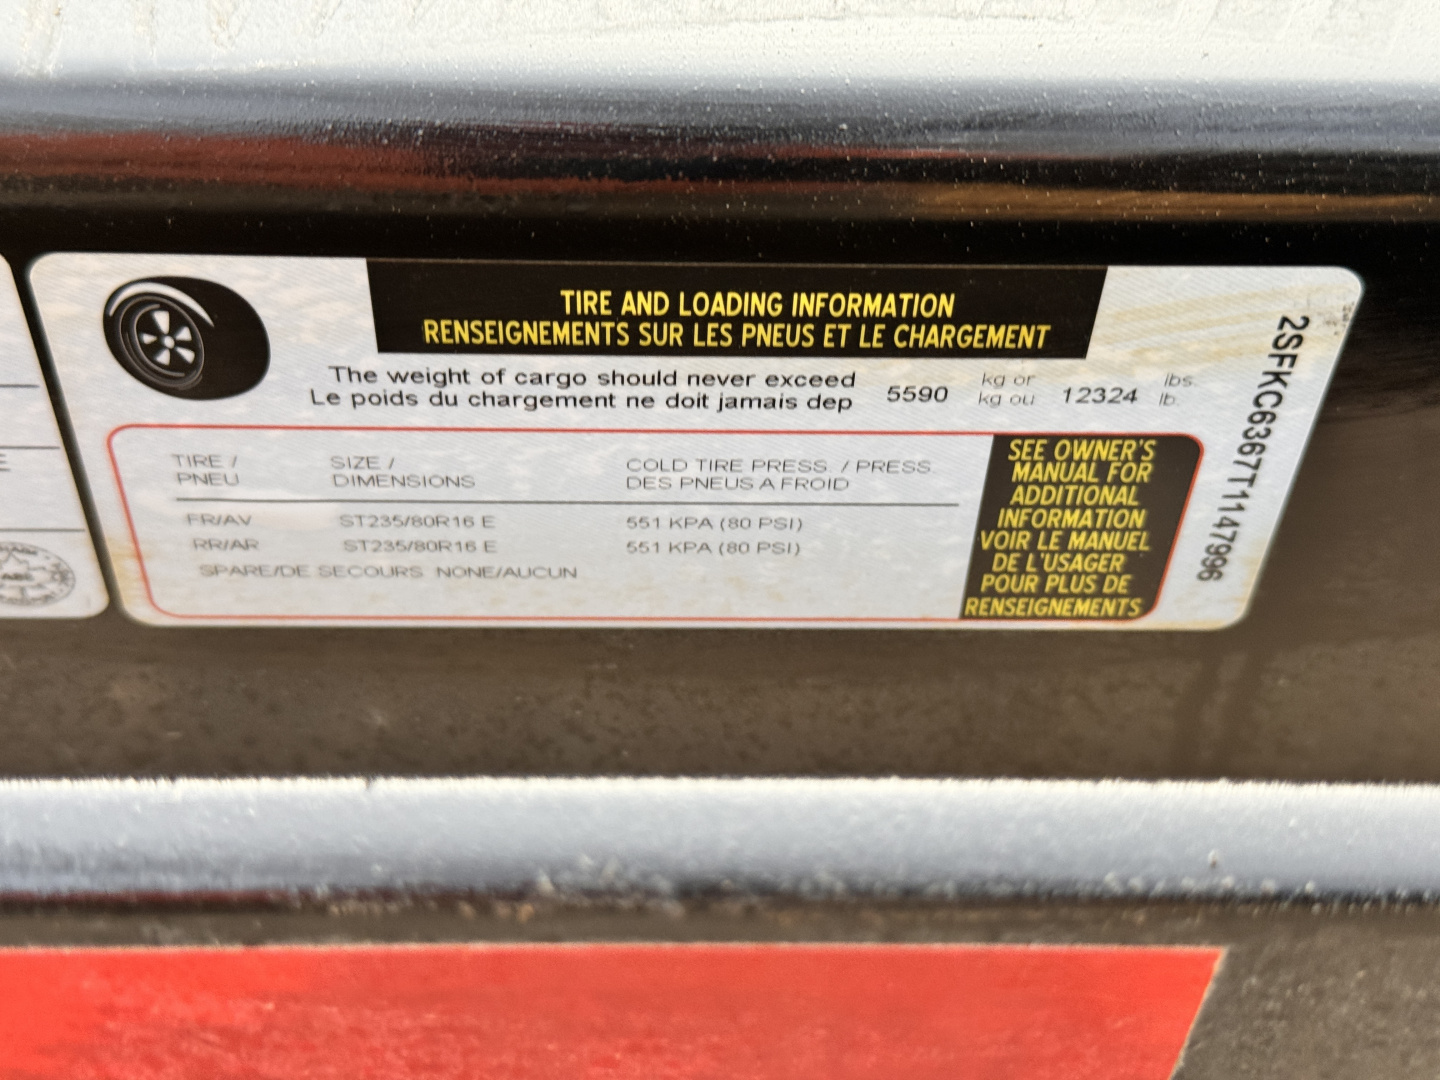 TIRE AND LOADING INFORMATION
RENSEIGNEMENTS SUR LES PNEUS ET LE CHARGEMENT
The weight of cargo should never exceed 5590 kg or 12324 lbs.
Le poids du chargement ne doit jamais dep kg ou lb.
TIRE / SIZE / COLD TIRE PRESS. / PRESS.
PNEU DIMENSIONS DES PNEUS A FROID
FR/AV ST235/80R16 E 551 KPA (80 PSI)
RR/AR ST235/80R16 E 551 KPA (80 PSI)
SPARE/DE SECOURS NONE/AUCUN
SEE OWNER'S
MANUAL FOR
ADDITIONAL
INFORMATION
VOIR LE MANUEL
DE L'USAGER
POUR PLUS DE
RENSEIGNEMENTS
2SFKC6367T1147996